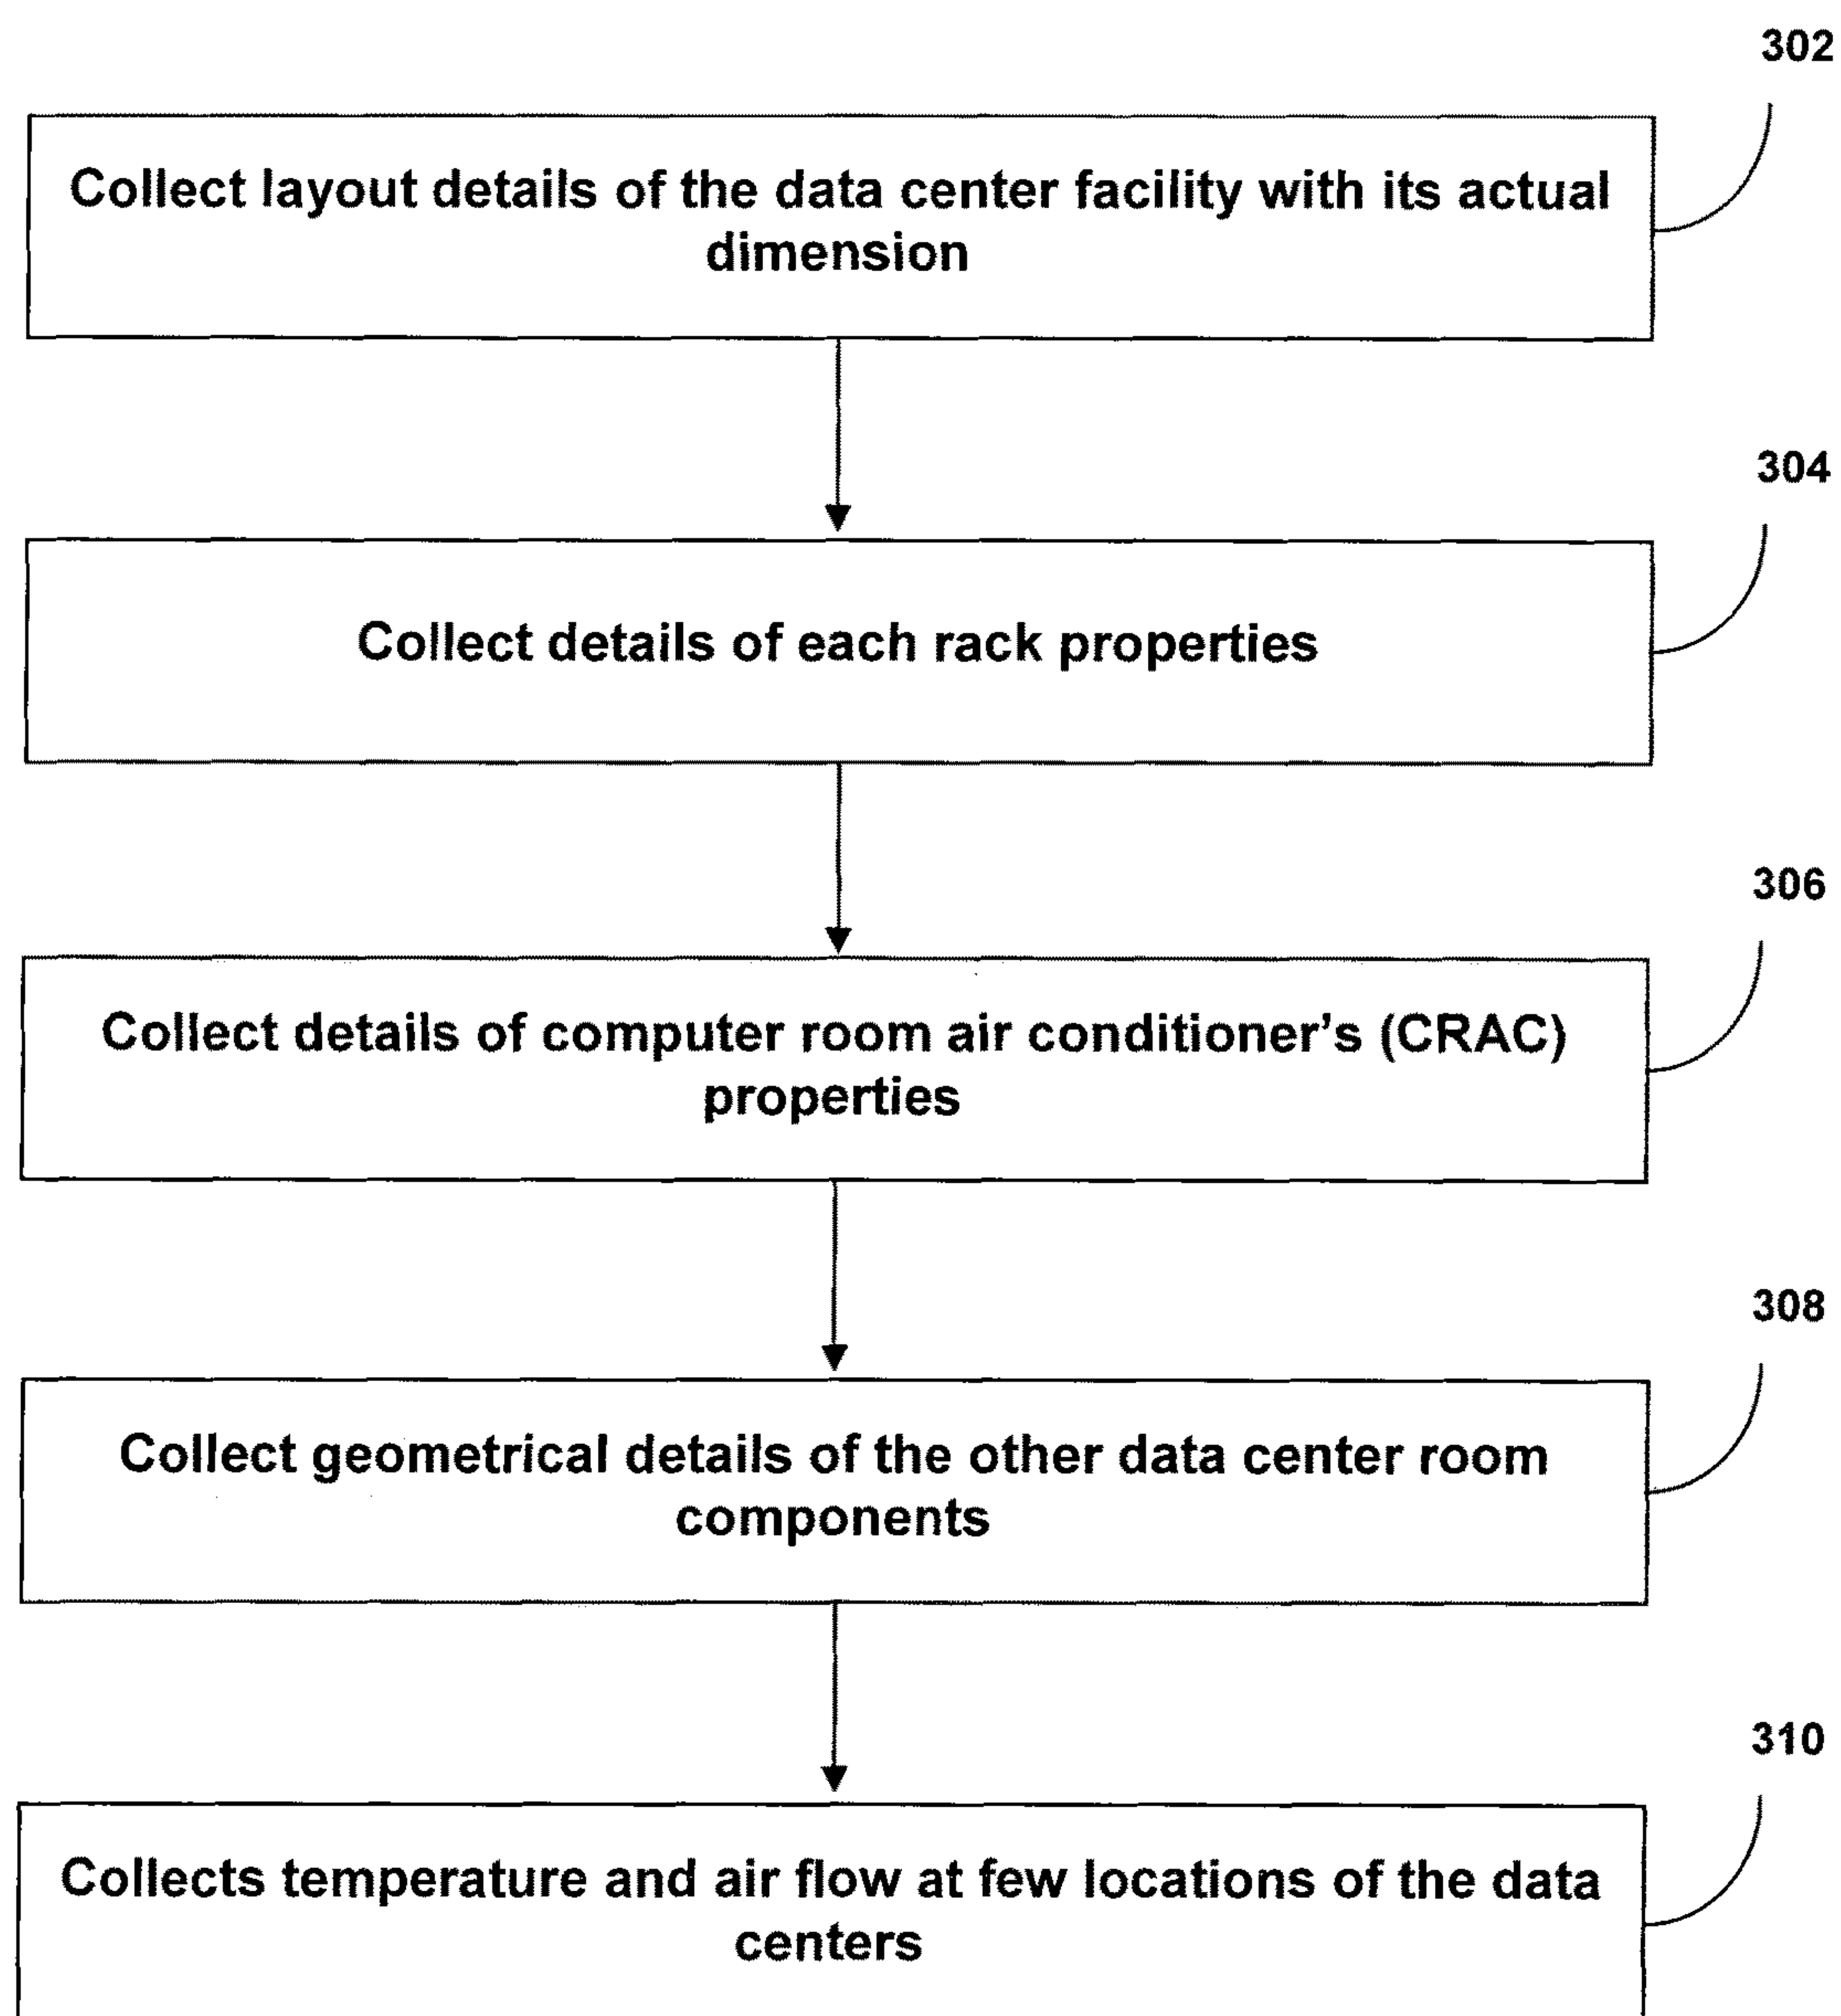 302
Collect layout details of the data center facility with its actual
dimension
304
Collect details of each rack properties
306
Collect details of computer room air conditioner's (CRAC)
properties
308
Collect geometrical details of the other data center room
components
310
Collects temperature and air flow at few locations of the data
centers